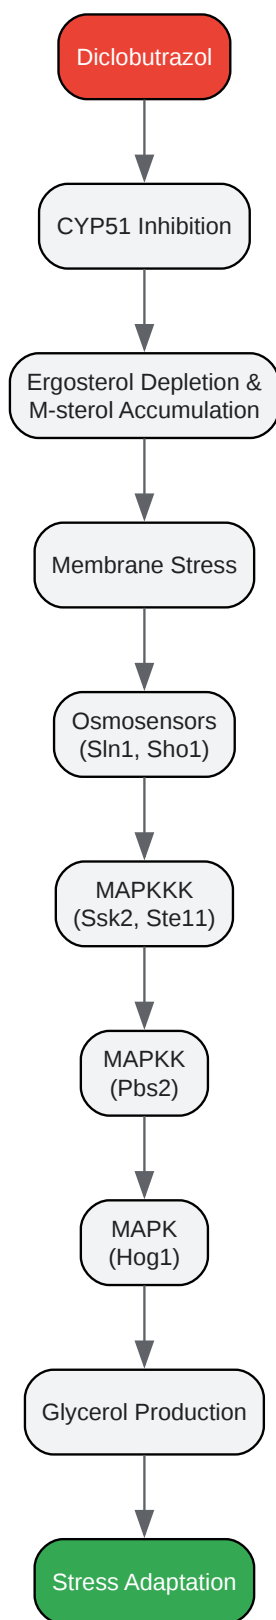 Diclobutrazol
CYP51 Inhibition
Ergosterol Depletion &
M-sterol Accumulation
Membrane Stress
Osmosensors
(Sln1, Sho1)
MAPKKK
(Ssk2, Ste11)
MAPKK
(Pbs2)
MAPK
(Hog1)
Glycerol Production
Stress Adaptation